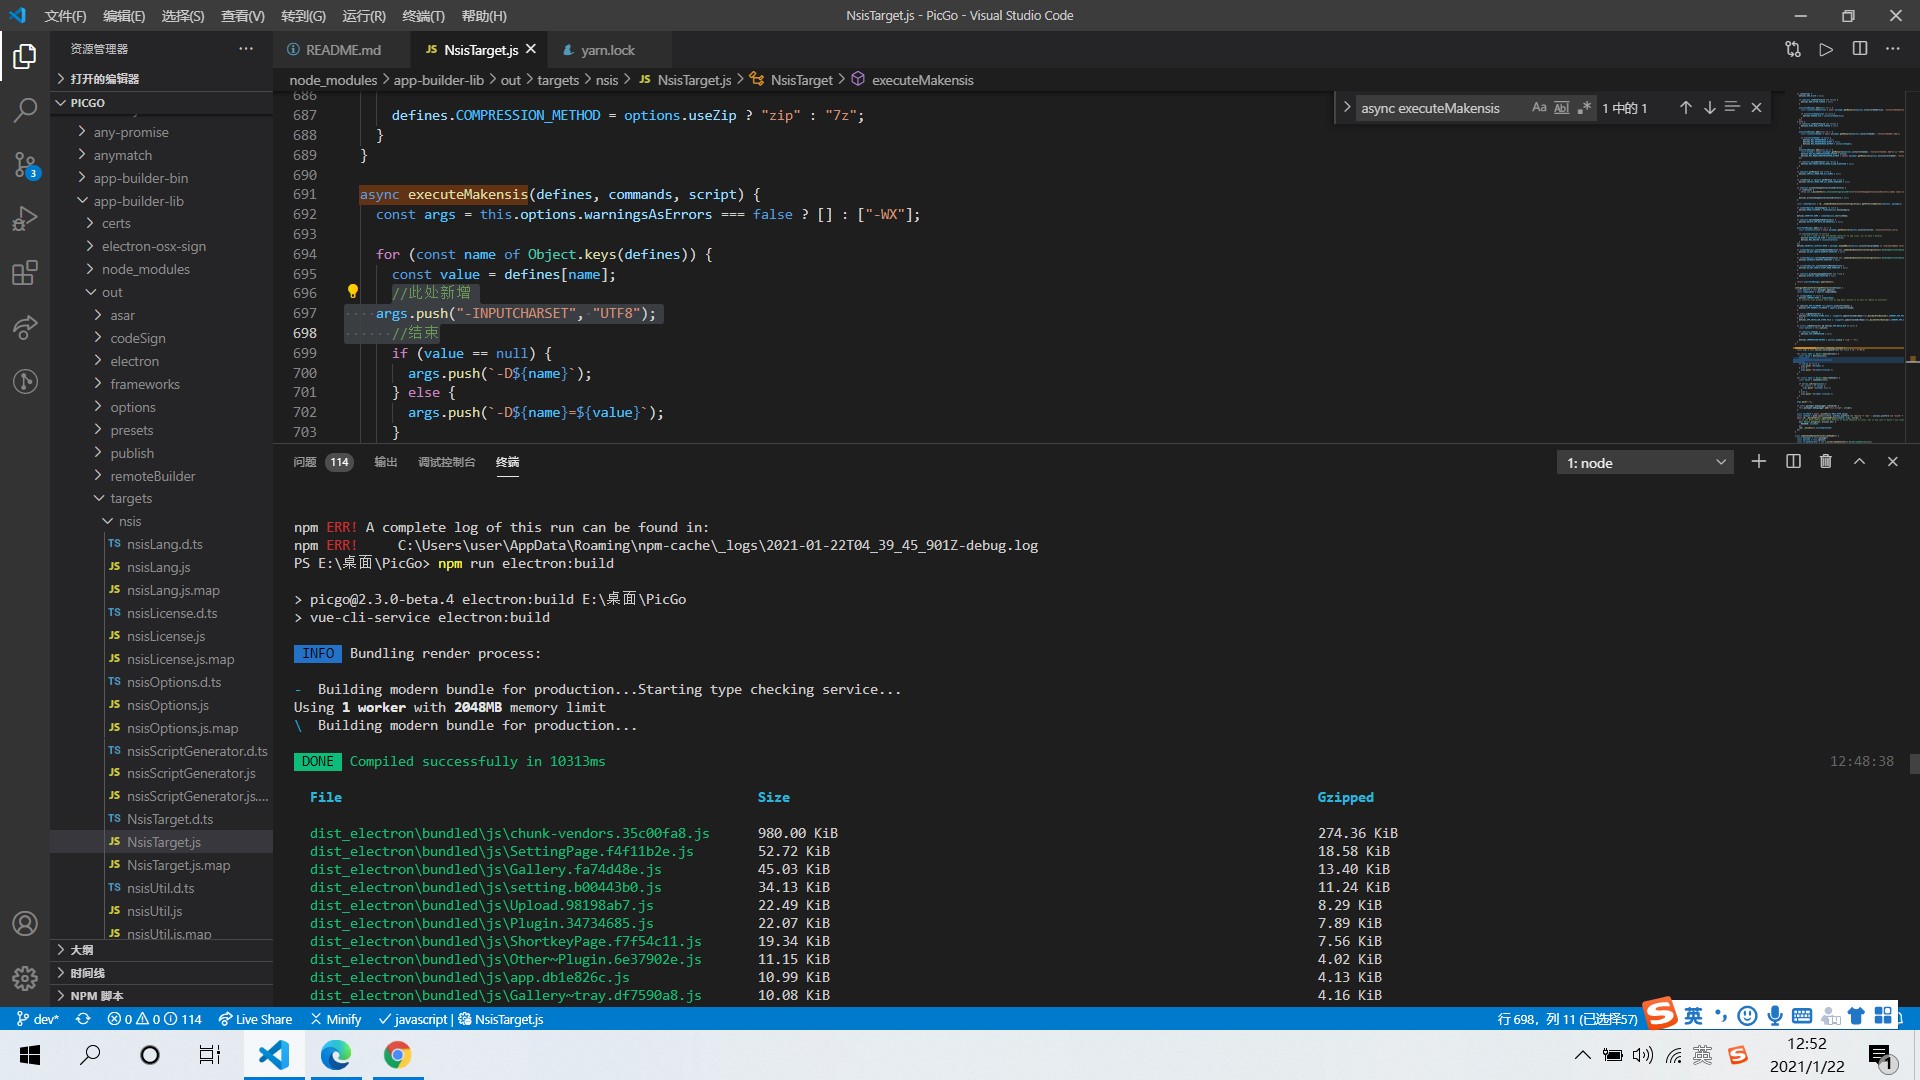 文件(F) 编辑(E) 选择(S) 查看(V) 转到(G) 运行(R) 终端(T) 帮助(H)
NsisTarget.js - PicGo - Visual Studio Code
资源管理器
README.md
JS NsisTarget.js
yarn.lock
打开的编辑器
PICGO
node_modules > app-builder-lib > out > targets > nsis > JS NsisTarget.js > NsisTarget > executeMakensis
async executeMakensis
Aa
1 中的 1
any-promise
anymatch
app-builder-bin
app-builder-lib
certs
electron-osx-sign
node_modules
out
asar
codeSign
electron
frameworks
options
presets
publish
remoteBuilder
targets
nsis
TS nsisLang.d.ts
JS nsisLang.js
JS nsisLang.js.map
TS nsisLicense.d.ts
JS nsisLicense.js
JS nsisLicense.js.map
TS nsisOptions.d.ts
JS nsisOptions.js
JS nsisOptions.js.map
TS nsisScriptGenerator.d.ts
JS nsisScriptGenerator.js
JS nsisScriptGenerator.js....
TS NsisTarget.d.ts
JS NsisTarget.js
JS NsisTarget.js.map
TS nsisUtil.d.ts
JS nsisUtil.js
JS nsisUtil.js.map
大纲
时间线
NPM 脚本
3
686
687 defines.COMPRESSION_METHOD = options.useZip ? "zip" : "7z";
688 }
689 }
690
691 async executeMakensis(defines, commands, script) {
692 const args = this.options.warningsAsErrors === false ? [] : ["-WX"];
693
694 for (const name of Object.keys(defines)) {
695 const value = defines[name];
696 //此处新增
697 args.push("-INPUTCHARSET", "UTF8");
698 //结束
699 if (value == null) {
700 args.push(`-D${name}`);
701 } else {
702 args.push(`-D${name}=${value}`);
703 }
问题 114 输出 调试控制台 终端
1: node
npm ERR! A complete log of this run can be found in:
npm ERR!     C:\Users\user\AppData\Roaming\npm-cache\_logs\2021-01-22T04_39_45_901Z-debug.log
PS E:\桌面\PicGo> npm run electron:build
> picgo@2.3.0-beta.4 electron:build E:\桌面\PicGo
> vue-cli-service electron:build
INFO Bundling render process:
- Building modern bundle for production...Starting type checking service...
Using 1 worker with 2048MB memory limit
\ Building modern bundle for production...
DONE Compiled successfully in 10313ms 12:48:38
File Size Gzipped
dist_electron\bundled\js\chunk-vendors.35c00fa8.js 980.00 KiB 274.36 KiB
dist_electron\bundled\js\SettingPage.f4f11b2e.js 52.72 KiB 18.58 KiB
dist_electron\bundled\js\Gallery.fa74d48e.js 45.03 KiB 13.40 KiB
dist_electron\bundled\js\setting.b00443b0.js 34.13 KiB 11.24 KiB
dist_electron\bundled\js\Upload.98198ab7.js 22.49 KiB 8.29 KiB
dist_electron\bundled\js\Plugin.34734685.js 22.07 KiB 7.89 KiB
dist_electron\bundled\js\ShortkeyPage.f7f54c11.js 19.34 KiB 7.56 KiB
dist_electron\bundled\js\Other~Plugin.6e37902e.js 11.15 KiB 4.02 KiB
dist_electron\bundled\js\app.db1e826c.js 10.99 KiB 4.13 KiB
dist_electron\bundled\js\Gallery~tray.df7590a8.js 10.08 KiB 4.16 KiB
dev* 0 0 114 Live Share Minify javascript | NsisTarget.js
行 698，列 11 (已选择57)
英
英
12:52
2021/1/22
1